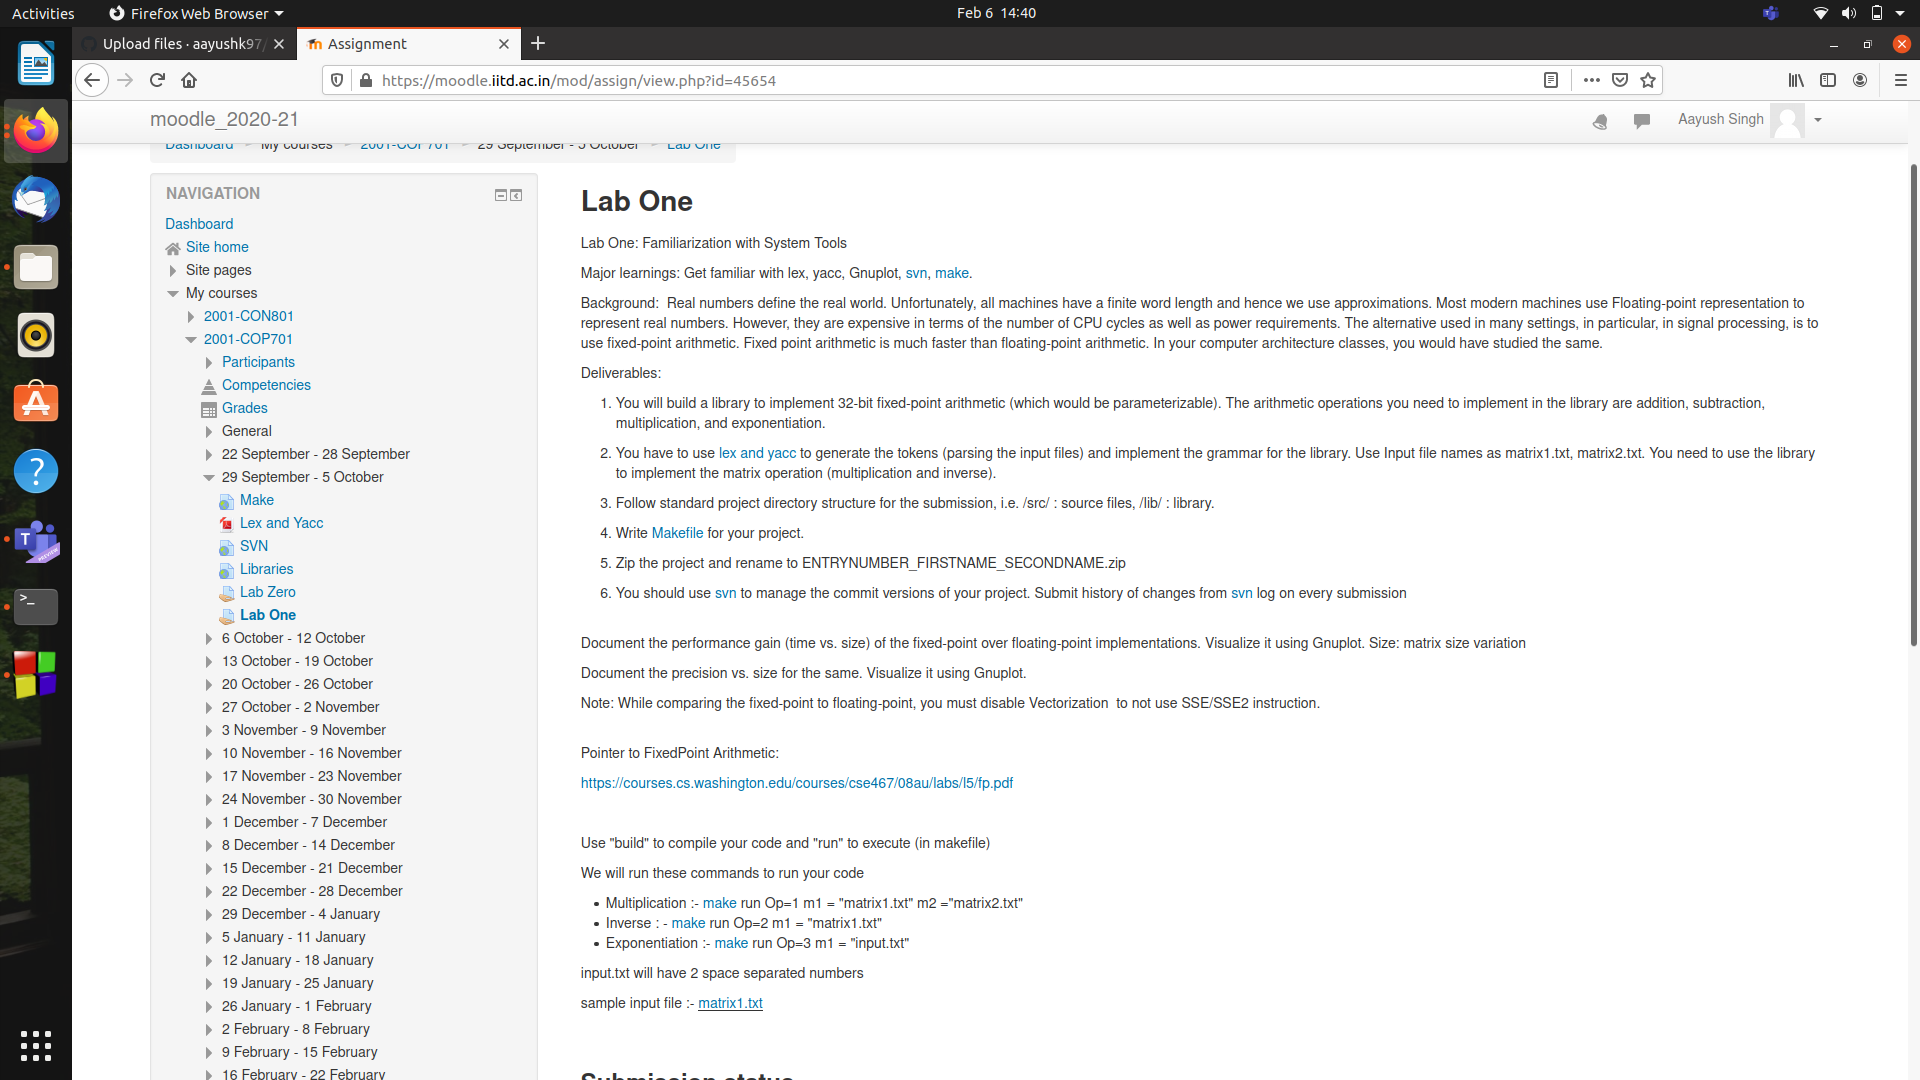 Activities
Firefox Web Browser
Feb 6 14:40
Upload files · aayushk97/
Assignment
https://moodle.iitd.ac.in/mod/assign/view.php?id=45654
moodle_2020-21
Aayush Singh
Dashboard My courses 2001-COP701 29 September - 5 October Lab One
NAVIGATION
Dashboard
Site home
Site pages
My courses
2001-CON801
2001-COP701
Participants
Competencies
Grades
General
22 September - 28 September
29 September - 5 October
Make
Lex and Yacc
SVN
Libraries
Lab Zero
Lab One
6 October - 12 October
13 October - 19 October
20 October - 26 October
27 October - 2 November
3 November - 9 November
10 November - 16 November
17 November - 23 November
24 November - 30 November
1 December - 7 December
8 December - 14 December
15 December - 21 December
22 December - 28 December
29 December - 4 January
5 January - 11 January
12 January - 18 January
19 January - 25 January
26 January - 1 February
2 February - 8 February
9 February - 15 February
16 February - 22 February
Lab One
Lab One: Familiarization with System Tools
Major learnings: Get familiar with lex, yacc, Gnuplot, svn, make.
Background:  Real numbers define the real world. Unfortunately, all machines have a finite word length and hence we use approximations. Most modern machines use Floating-point representation to
represent real numbers. However, they are expensive in terms of the number of CPU cycles as well as power requirements. The alternative used in many settings, in particular, in signal processing, is to
use fixed-point arithmetic. Fixed point arithmetic is much faster than floating-point arithmetic. In your computer architecture classes, you would have studied the same.
Deliverables:
1. You will build a library to implement 32-bit fixed-point arithmetic (which would be parameterizable). The arithmetic operations you need to implement in the library are addition, subtraction,
multiplication, and exponentiation.
2. You have to use lex and yacc to generate the tokens (parsing the input files) and implement the grammar for the library. Use Input file names as matrix1.txt, matrix2.txt. You need to use the library
to implement the matrix operation (multiplication and inverse).
3. Follow standard project directory structure for the submission, i.e. /src/ : source files, /lib/ : library.
4. Write Makefile for your project.
5. Zip the project and rename to ENTRYNUMBER_FIRSTNAME_SECONDNAME.zip
6. You should use svn to manage the commit versions of your project. Submit history of changes from svn log on every submission
Document the performance gain (time vs. size) of the fixed-point over floating-point implementations. Visualize it using Gnuplot. Size: matrix size variation
Document the precision vs. size for the same. Visualize it using Gnuplot.
Note: While comparing the fixed-point to floating-point, you must disable Vectorization  to not use SSE/SSE2 instruction.
Pointer to FixedPoint Arithmetic:
https://courses.cs.washington.edu/courses/cse467/08au/labs/l5/fp.pdf
Use "build" to compile your code and "run" to execute (in makefile)
We will run these commands to run your code
• Multiplication :- make run Op=1 m1 = "matrix1.txt" m2 ="matrix2.txt"
• Inverse : - make run Op=2 m1 = "matrix1.txt"
• Exponentiation :- make run Op=3 m1 = "input.txt"
input.txt will have 2 space separated numbers
sample input file :- matrix1.txt
Submission status